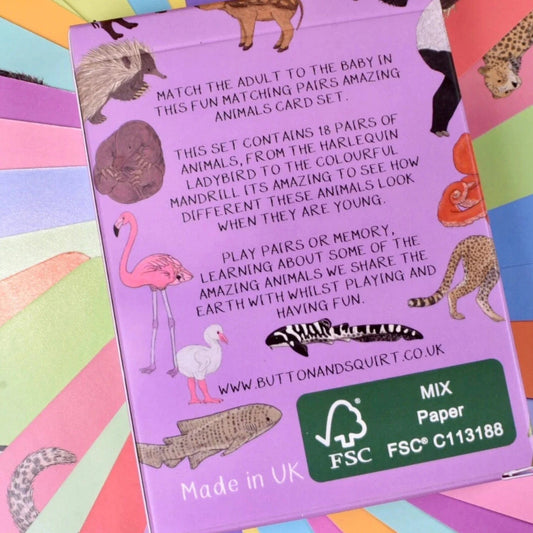 MATCH THE ADULT TO THE BABY IN
THIS FUN MATCHING PAIRS AMAZING
ANIMALS CARD SET.
THIS SET CONTAINS 18 PAIRS OF
ANIMALS, FROM THE HARLEQUIN
LADYBIRD TO THE COLOURFUL
MANDRILL ITS AMAZING TO SEE HOW
DIFFERENT THESE ANIMALS LOOK
WHEN THEY ARE YOUNG.
PLAY PAIRS OR MEMORY,
LEARNING ABOUT SOME OF THE
AMAZING ANIMALS WE SHARE THE
EARTH WITH WHILST PLAYING AND
HAVING FUN.
WWW.BUTTONANDSQUIRT.CO.UK
FSC
MIX
Paper
FSC® C113188
Made in UK